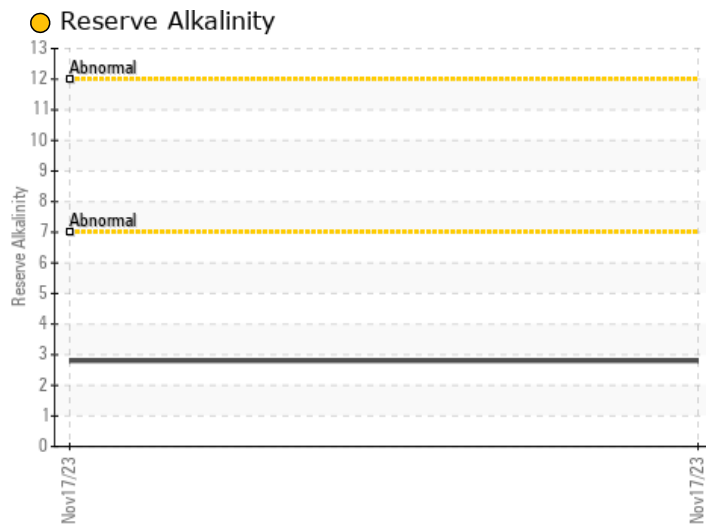 Reserve Alkalinity
13
12
11
10
9
8
7
6
5
4
3
2
1
0
Abnormal
Abnormal
Reserve Alkalinity
Nov17/23
Nov17/23